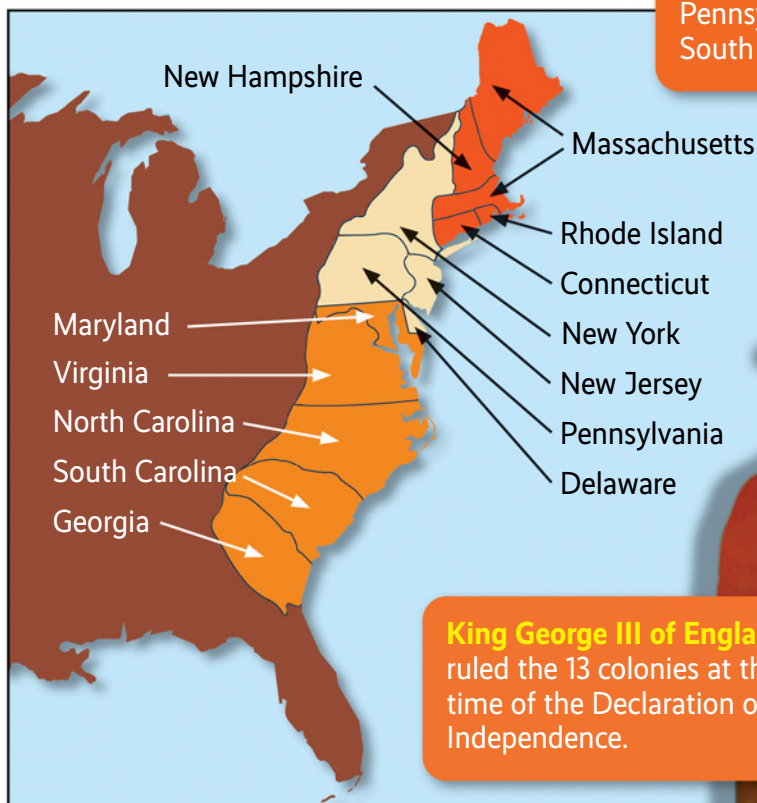 Pennsy
South
New Hampshire
Massachusetts
Rhode Island
Connecticut
New York
New Jersey
Pennsylvania
Delaware
Maryland
Virginia
North Carolina
South Carolina
Georgia
King George III of Engla
ruled the 13 colonies at th
time of the Declaration o
Independence.